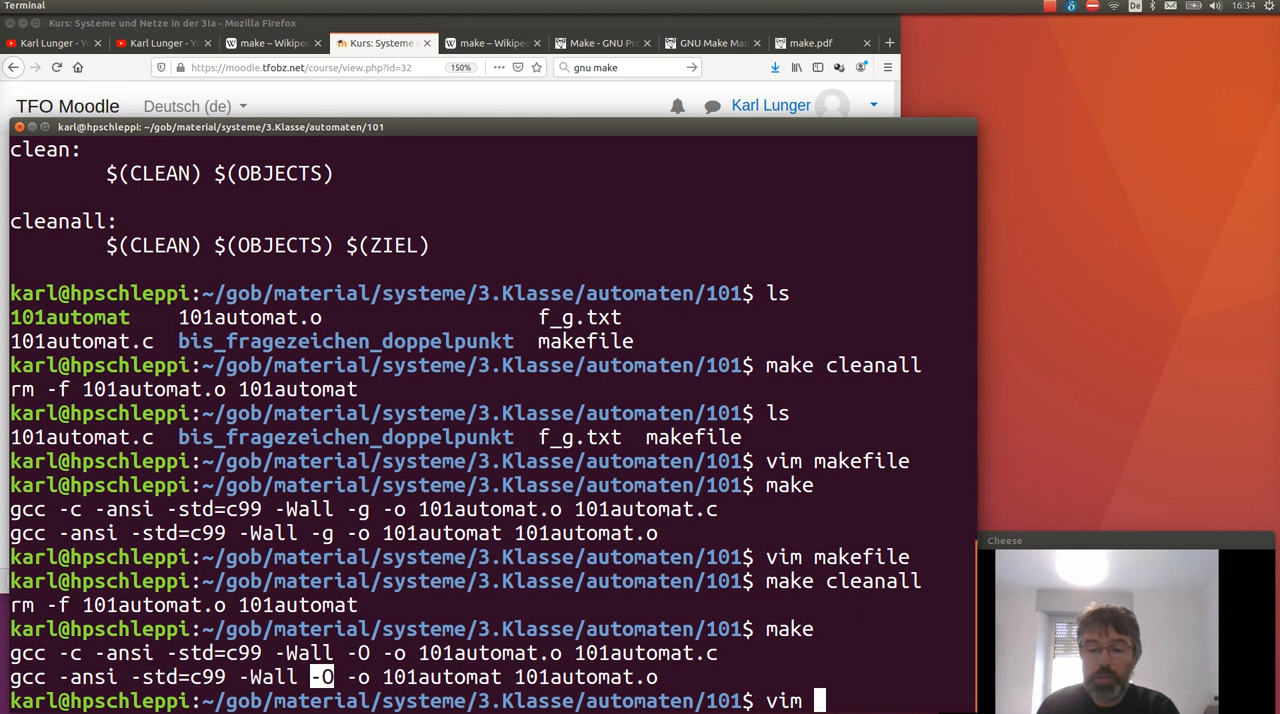 Terminal
De
16:34
Kurs: Systeme und Netze in der 3Ia - Mozilla Firefox
Karl Lunger - Yo
Karl Lunger - Yo
make – Wikiped
Kurs: Systeme u
make – Wikiped
Make - GNU Pro
GNU Make Man
make.pdf
https://moodle.tfobz.net/course/view.php?id=32
150%
gnu make
TFO Moodle
Deutsch (de)
Karl Lunger
karl@hpschleppi: ~/gob/material/systeme/3.Klasse/automaten/101
clean:
$(CLEAN) $(OBJECTS)
cleanall:
$(CLEAN) $(OBJECTS) $(ZIEL)
karl@hpschleppi:~/gob/material/systeme/3.Klasse/automaten/101$ ls
101automat 101automat.o f_g.txt
101automat.c bis_fragezeichen_doppelpunkt makefile
karl@hpschleppi:~/gob/material/systeme/3.Klasse/automaten/101$ make cleanall
rm -f 101automat.o 101automat
karl@hpschleppi:~/gob/material/systeme/3.Klasse/automaten/101$ ls
101automat.c bis_fragezeichen_doppelpunkt f_g.txt makefile
karl@hpschleppi:~/gob/material/systeme/3.Klasse/automaten/101$ vim makefile
karl@hpschleppi:~/gob/material/systeme/3.Klasse/automaten/101$ make
gcc -c -ansi -std=c99 -Wall -g -o 101automat.o 101automat.c
gcc -ansi -std=c99 -Wall -g -o 101automat 101automat.o
karl@hpschleppi:~/gob/material/systeme/3.Klasse/automaten/101$ vim makefile
karl@hpschleppi:~/gob/material/systeme/3.Klasse/automaten/101$ make cleanall
rm -f 101automat.o 101automat
karl@hpschleppi:~/gob/material/systeme/3.Klasse/automaten/101$ make
gcc -c -ansi -std=c99 -Wall -O -o 101automat.o 101automat.c
gcc -ansi -std=c99 -Wall -O -o 101automat 101automat.o
karl@hpschleppi:~/gob/material/systeme/3.Klasse/automaten/101$ vim
Cheese